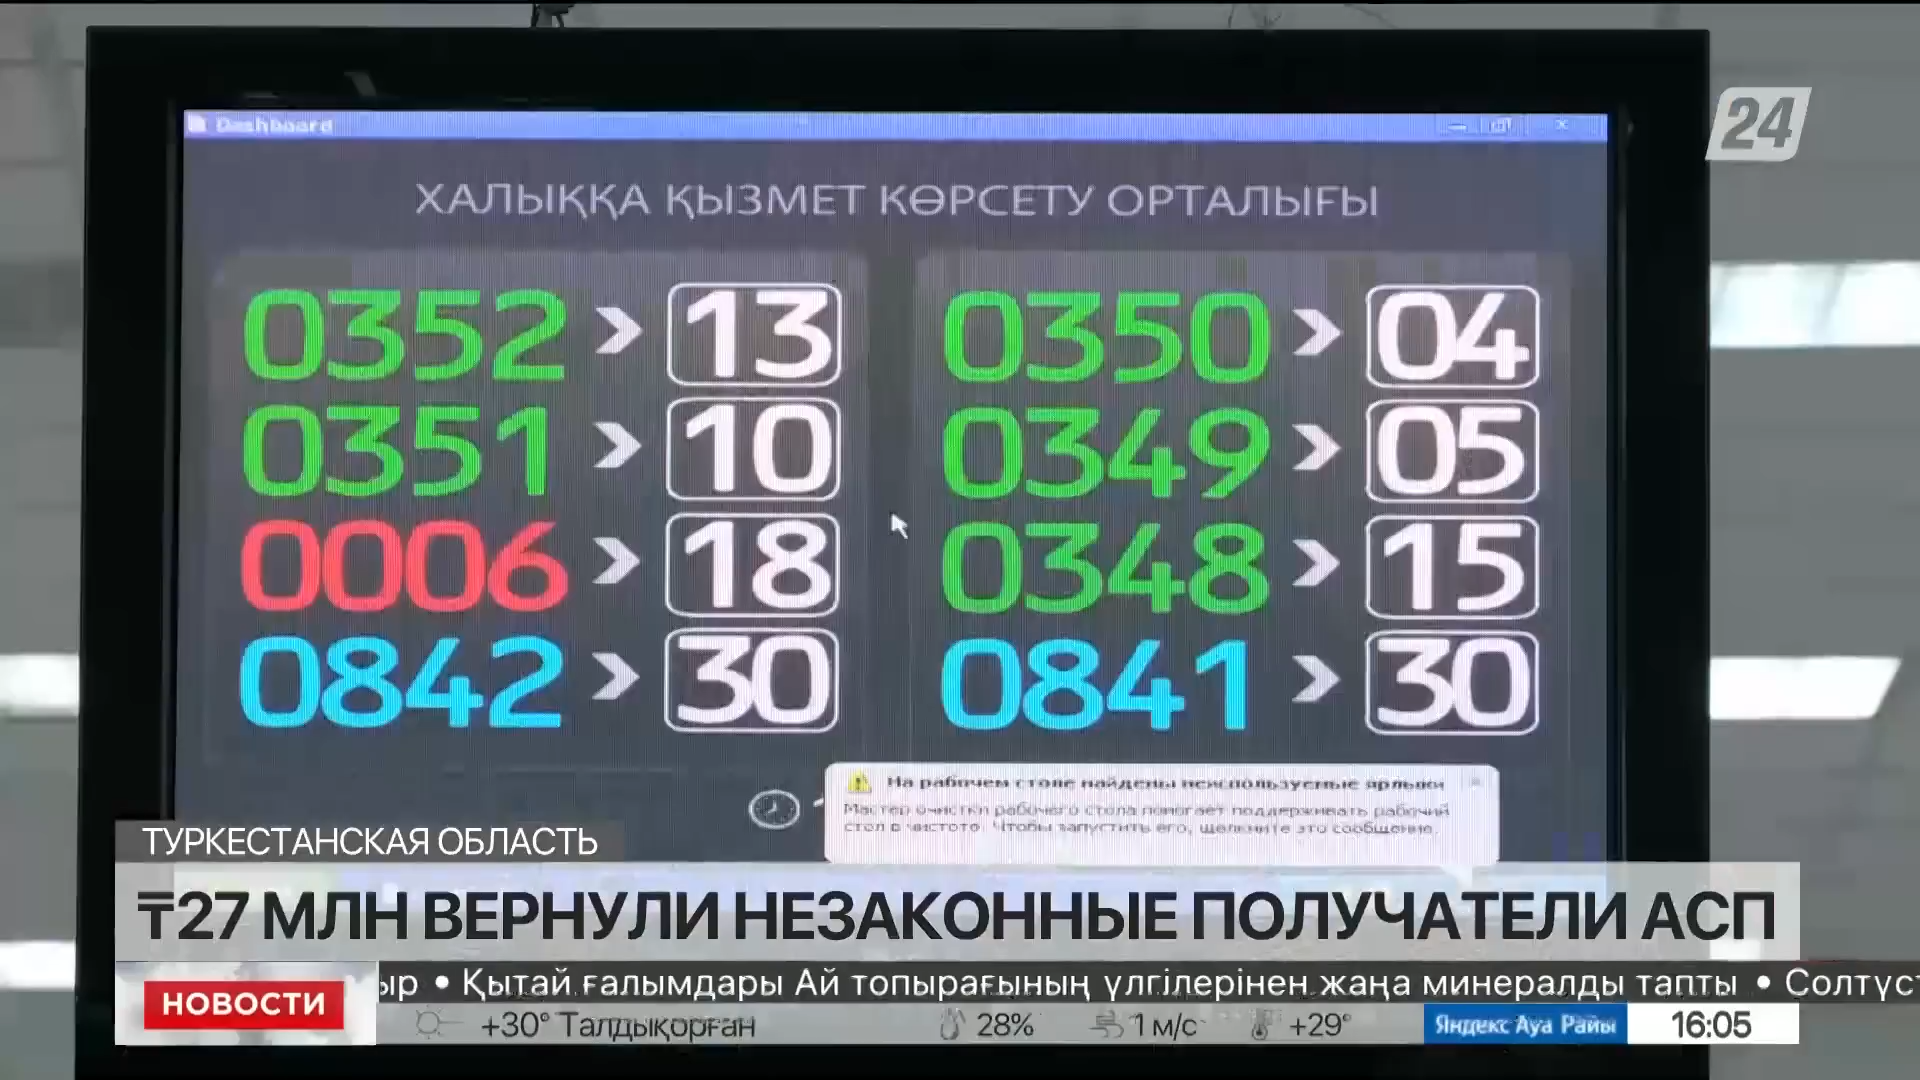 24
Dashboard
ХАЛЫҚҚА ҚЫЗМЕТ КӨРСЕТУ ОРТАЛЫҒЫ
0352 > 13
0351 > 10
0006 > 18
0842 > 30
0350 > 04
0349 > 05
0348 > 15
0841 > 30
На рабочем столе найдены неиспользуемые ярлыки
Мастер очистки рабочего стола помогает поддерживать рабочий
стол в чистоте. Чтобы запустить его, щелкните это сообщение.
ТУРКЕСТАНСКАЯ ОБЛАСТЬ
₸27 МЛН ВЕРНУЛИ НЕЗАКОННЫЕ ПОЛУЧАТЕЛИ АСП
НОВОСТИ
ыр • Қытай ғалымдары Ай топырағының үлгілерінен жаңа минералды тапты • Солтүст
+30° Талдықорған 28% 1 м/с +29° Яндекс Ауа Райы 16:05